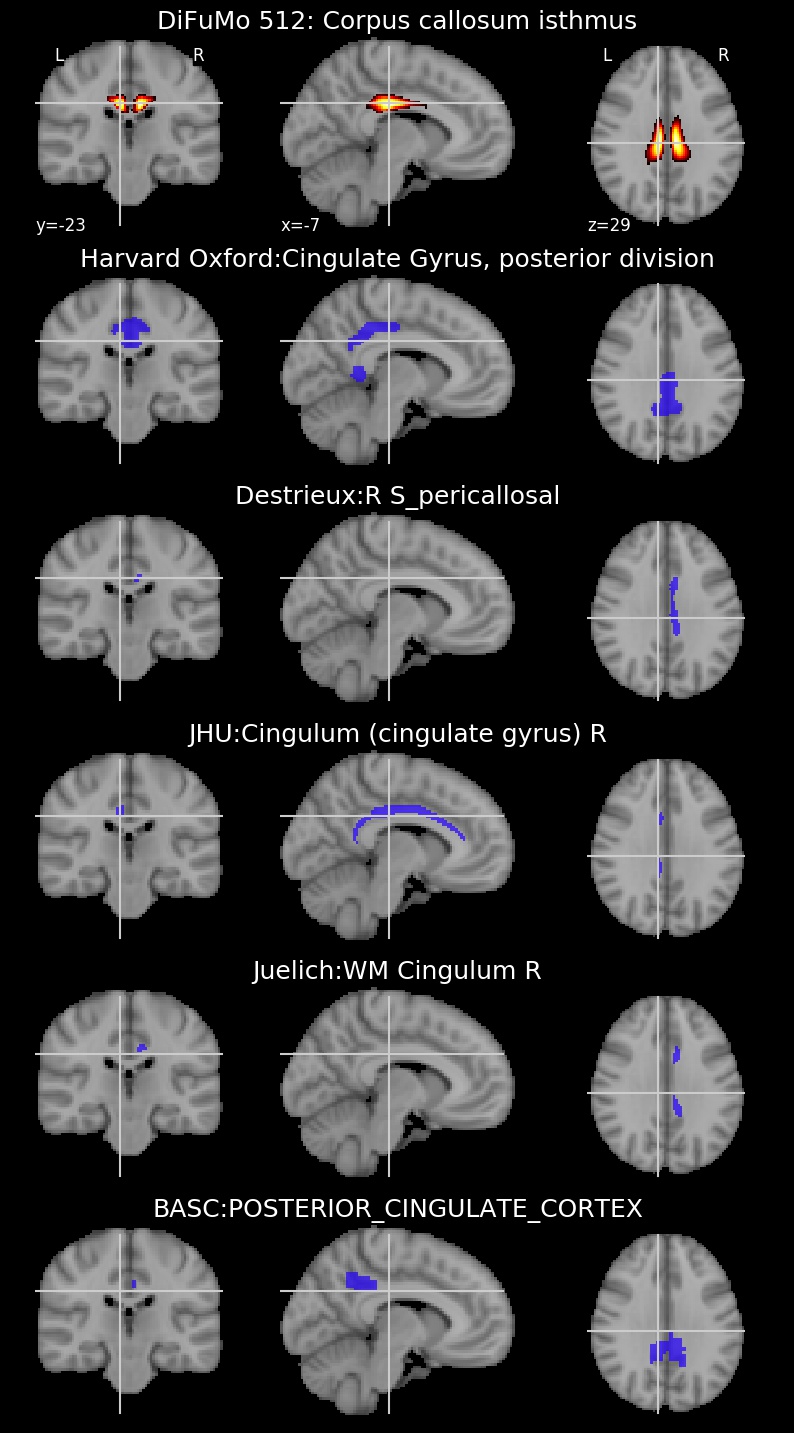 DiFuMo 512: Corpus callosum isthmus
L R L R
y=-23 x=-7 z=29
Harvard Oxford:Cingulate Gyrus, posterior division
Destrieux:R S_pericallosal
JHU:Cingulum (cingulate gyrus) R
Juelich:WM Cingulum R
BASC:POSTERIOR_CINGULATE_CORTEX